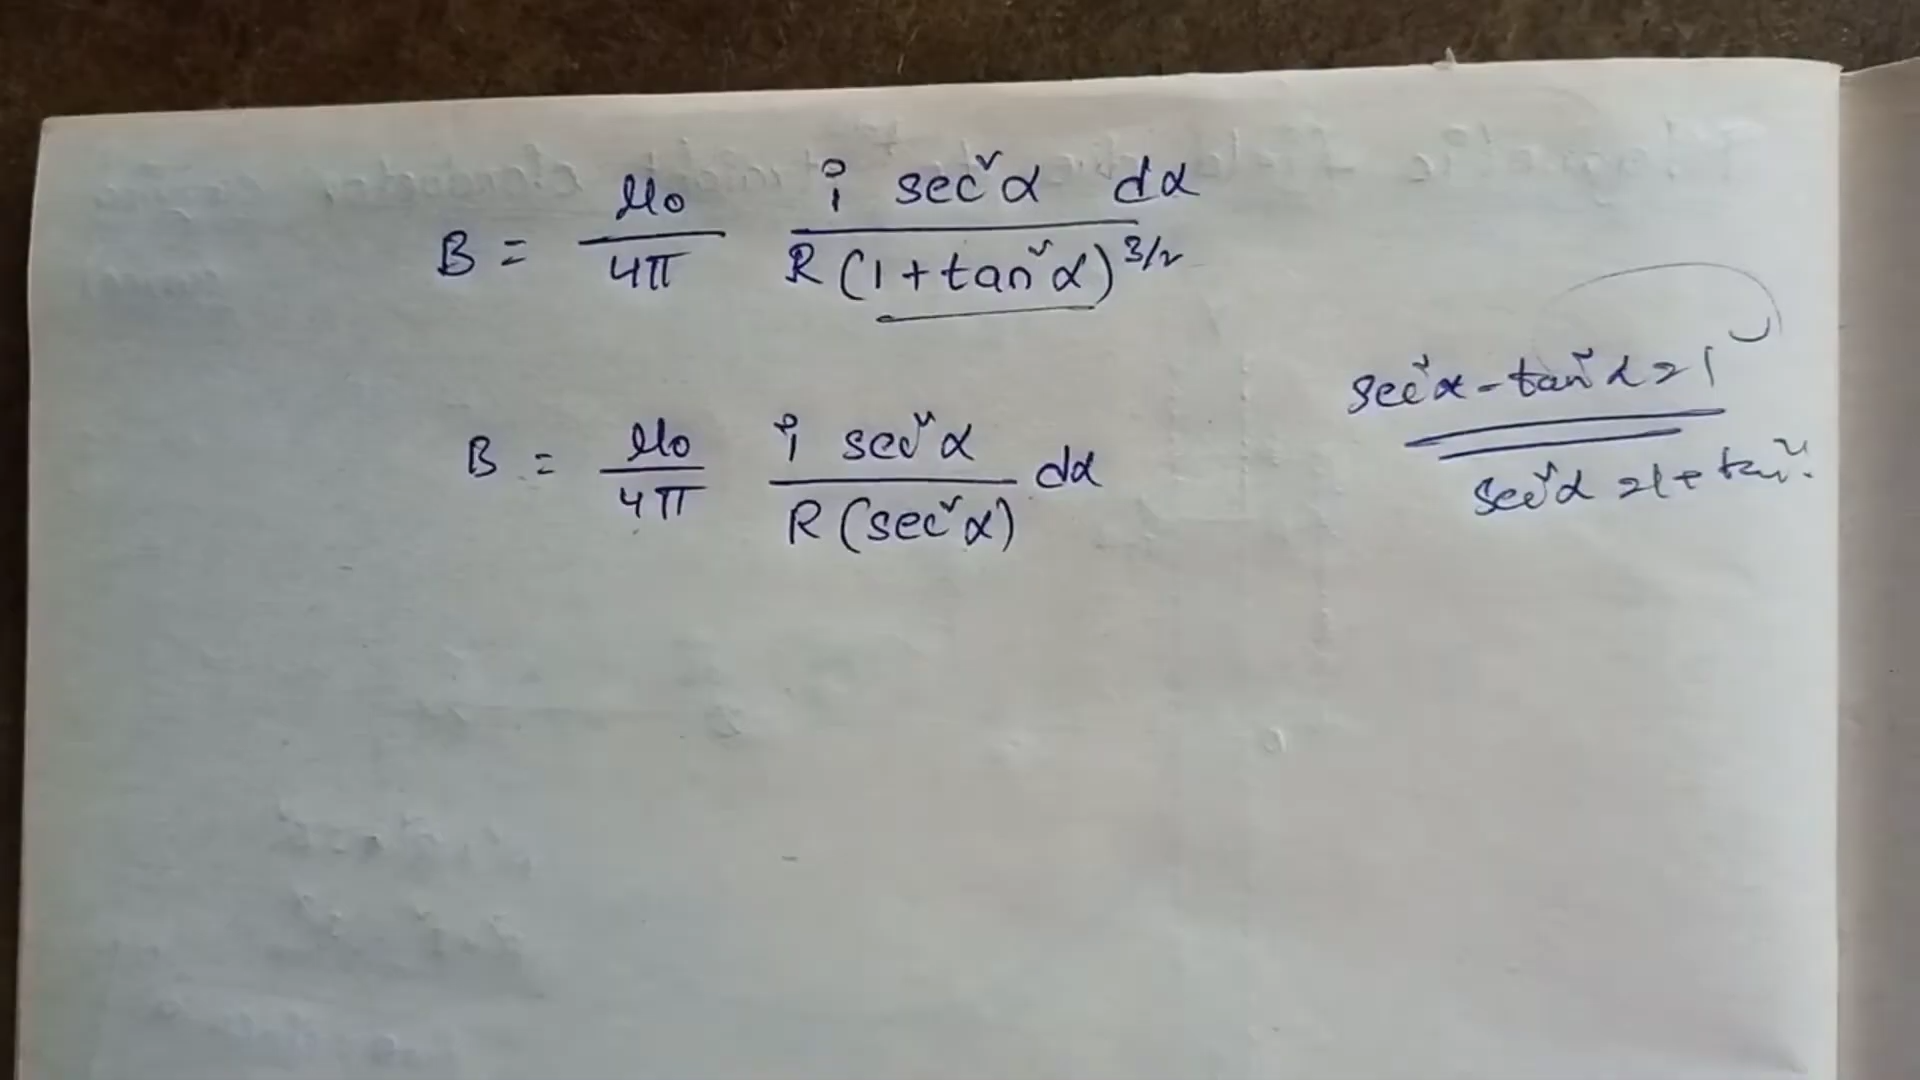 B = μ₀/4π i sec²α dα / R(1+tan²α)^3/2
sec²α - tan²α = 1
B = μ₀/4π i sec²α / R(sec²α) dα
sec²α = 1 + tan².